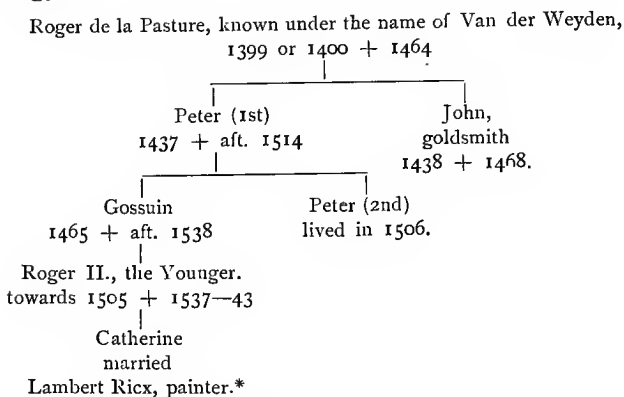 Roger de la Pasture, known under the name of Van der Weyden,
1399 or 1400 + 1464
Peter (1st)
1437 + aft. 1514
John,
goldsmith
1438 + 1468.
Gossuin
1465 + aft. 1538
Peter (2nd)
lived in 1506.
Roger II., the Younger.
towards 1505 + 1537—43
Catherine
married
Lambert Ricx, painter.*